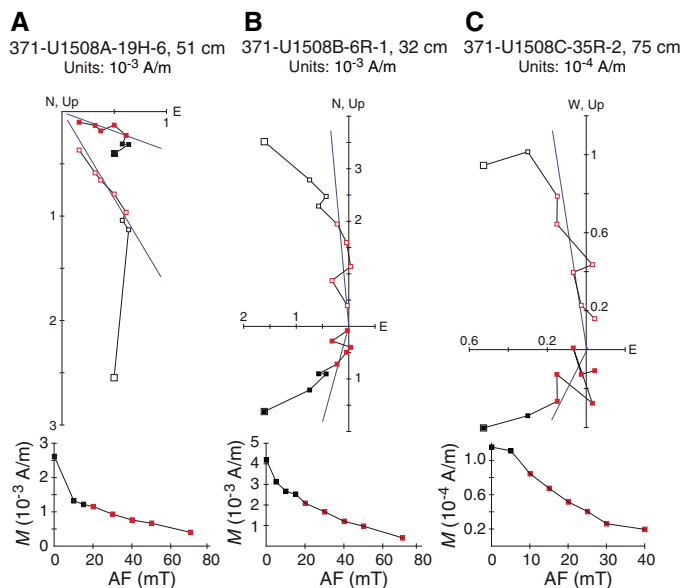 A
371-U1508A-19H-6, 51 cm
Units: 10-3 A/m
N, Up
E
1
1
2
3
3
2
1
0
M (10-3 A/m)
0
20
40
60
80
AF (mT)
B
371-U1508B-6R-1, 32 cm
Units: 10-3 A/m
N, Up
3
2
2
1
E
1
5
4
3
2
1
M (10-3 A/m)
0
20
40
60
80
AF (mT)
C
371-U1508C-35R-2, 75 cm
Units: 10-4 A/m
W, Up
1
0.6
0.2
0.6
0.2
E
1.0
0.6
0.2
M (10-4 A/m)
0
10
20
30
40
AF (mT)